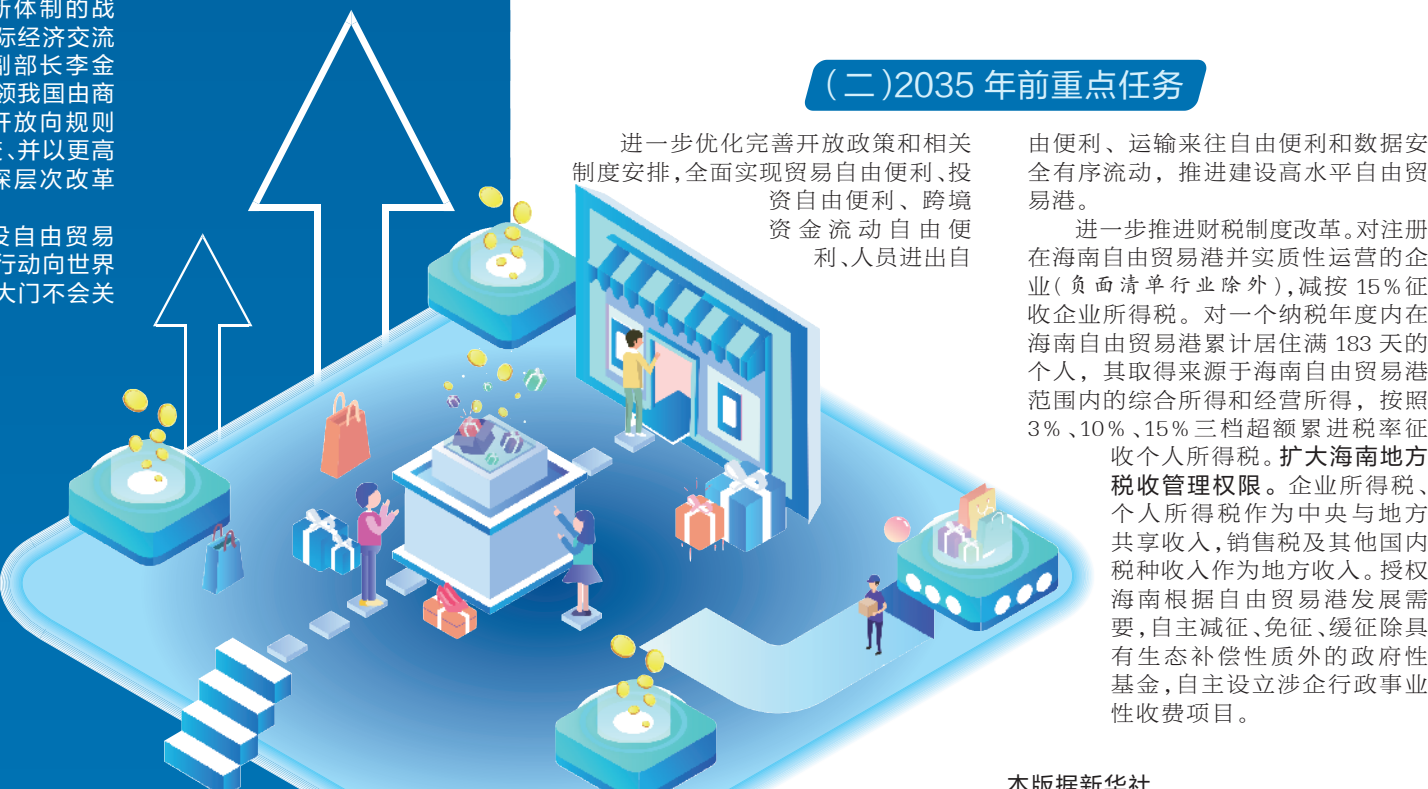 新体制的战
际经济交流
副部长李金
领我国由商
开放向规则
、并以更高
深层次改革
设自由贸易
行动向世界
大门不会关
(二)2035 年前重点任务
进一步优化完善开放政策和相关
制度安排,全面实现贸易自由便利、投
资自由便利、跨境
资金流动自由便
利、人员进出自
由便利、运输来往自由便利和数据安
全有序流动，推进建设高水平自由贸
易港。
进一步推进财税制度改革。对注册
在海南自由贸易港并实质性运营的企
业(负面清单行业除外),减按 15%征
收企业所得税。对一个纳税年度内在
海南自由贸易港累计居住满 183 天的
个人，其取得来源于海南自由贸易港
范围内的综合所得和经营所得，按照
3%、10%、15%三档超额累进税率征
收个人所得税。扩大海南地方
税收管理权限。企业所得税、
个人所得税作为中央与地方
共享收入,销售税及其他国内
税种收入作为地方收入。授权
海南根据自由贸易港发展需
要,自主减征、免征、缓征除具
有生态补偿性质外的政府性
基金,自主设立涉企行政事业
性收费项目。
本版据新华社